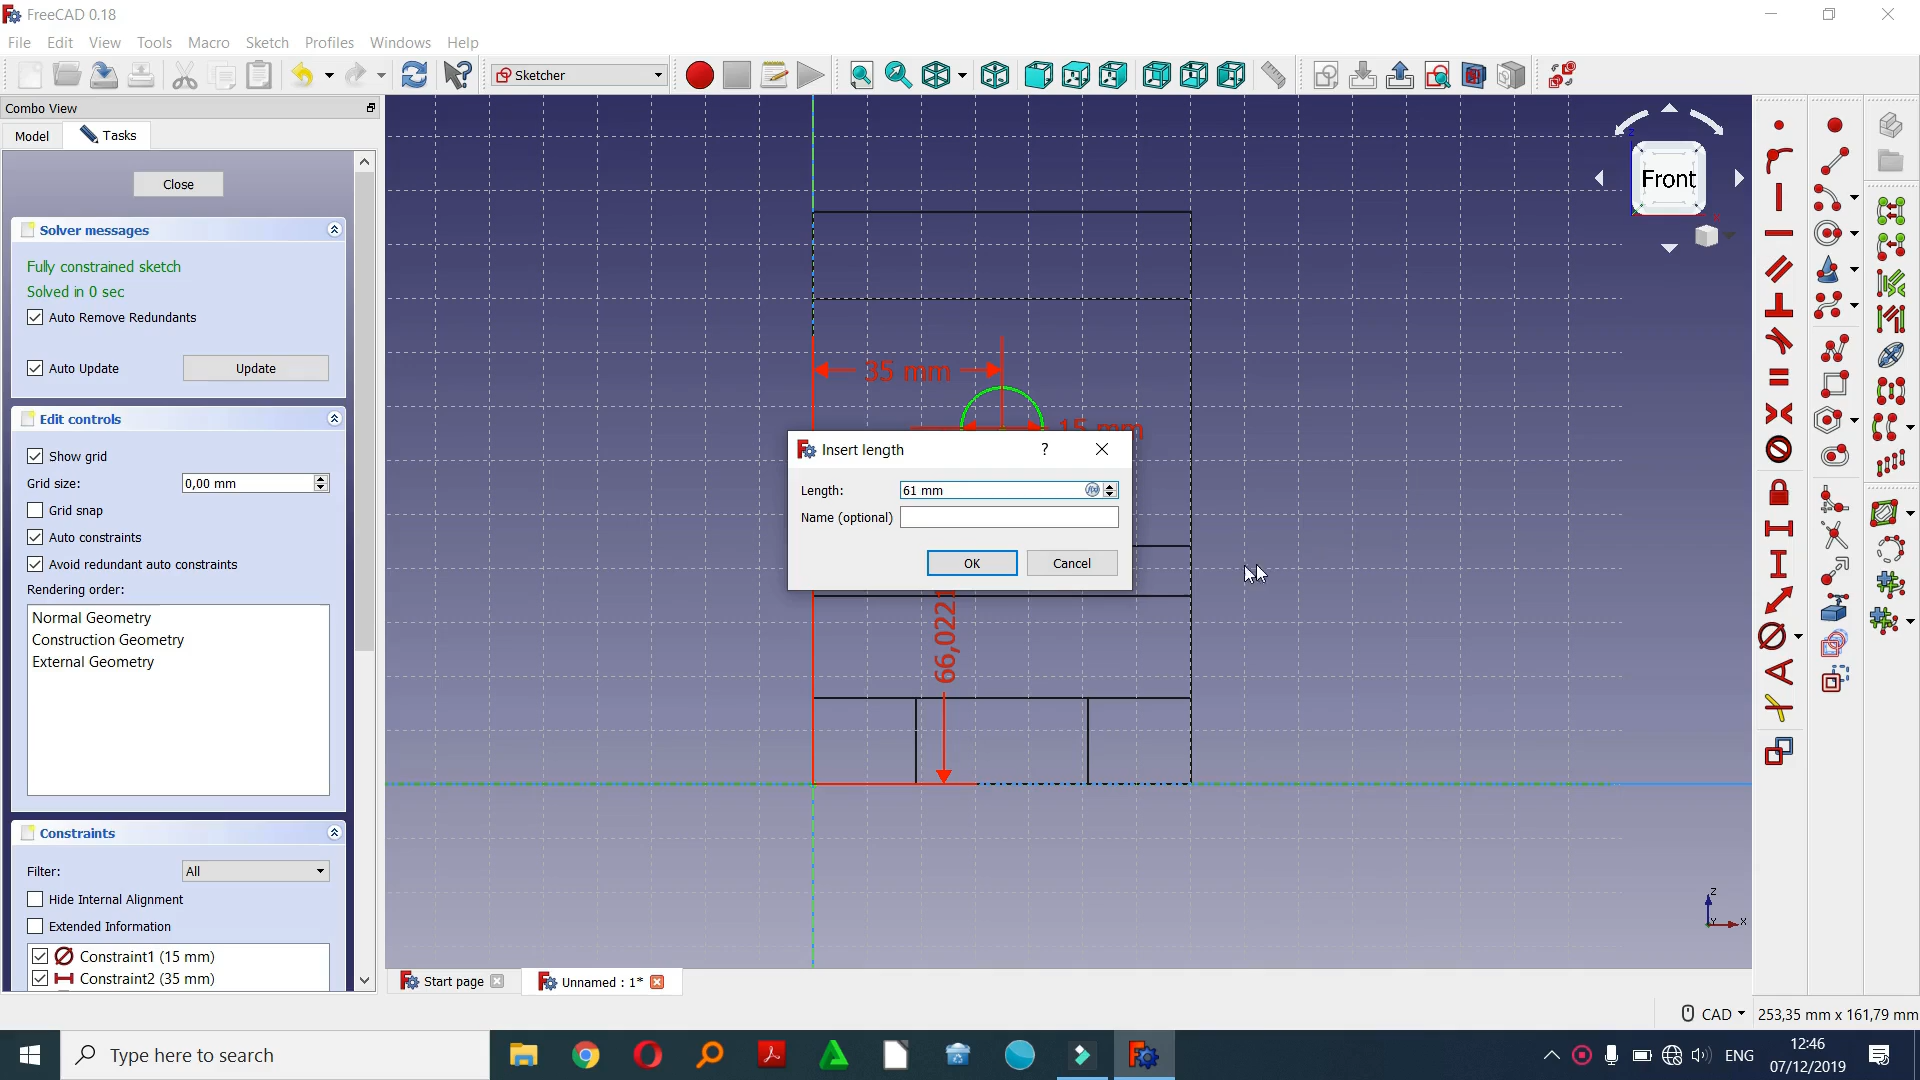 FreeCAD 0.18
File Edit View Tools Macro Sketch Profiles Windows Help
Sketcher
Combo View
Model Tasks
Close
Solver messages
Fully constrained sketch
Solved in 0 sec
Auto Remove Redundants
Auto Update Update
Edit controls
Show grid
Grid size: 0,00 mm
Grid snap
Auto constraints
Avoid redundant auto constraints
Rendering order:
Normal Geometry
Construction Geometry
External Geometry
Constraints
Filter: All
Hide Internal Alignment
Extended Information
Constraint1 (15 mm)
Constraint2 (35 mm)
Front
35 mm
15 mm
Insert length ?
Length: 61 mm
Name (optional)
OK Cancel
66,0221
Z
X
Start page Unnamed : 1*
CAD 253,35 mm x 161,79 mm
Type here to search
ENG
12:46
07/12/2019